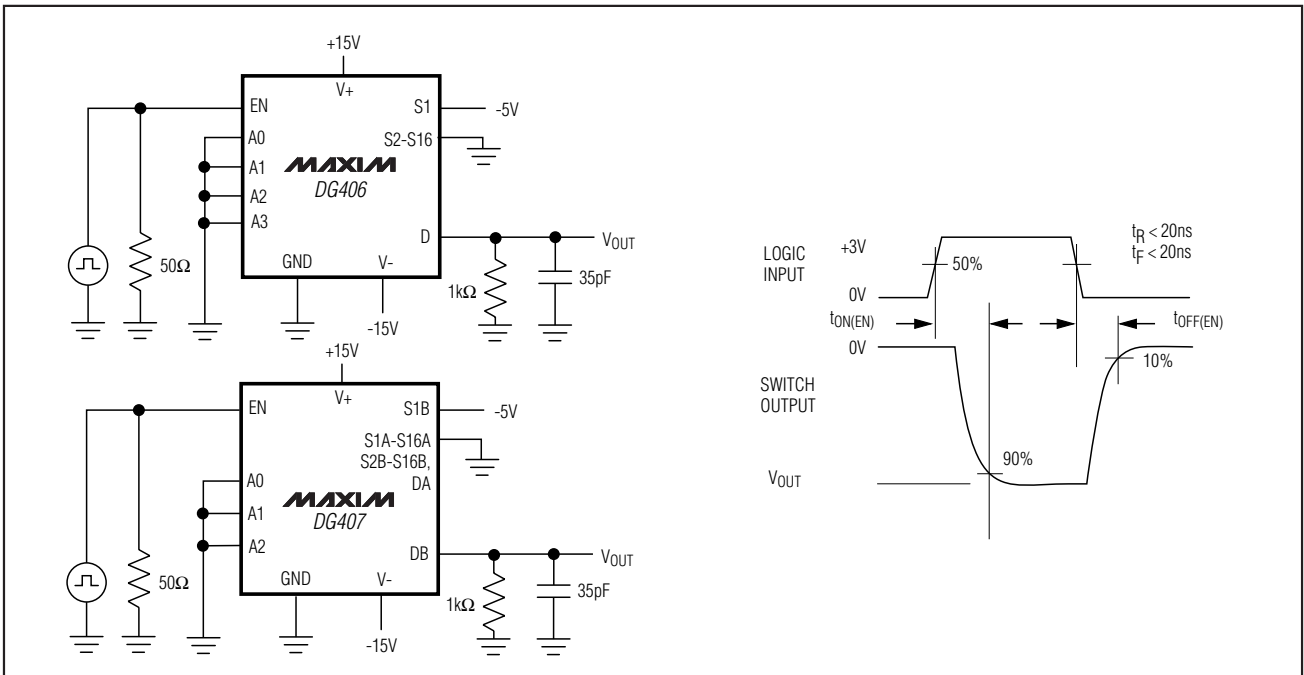 +15V
V+
EN
S1
-5V
A0
S2-S16
A1
MAXIM
DG406
A2
A3
D
VOUT
50Ω
GND
V-
1kΩ
35pF
-15V
+15V
V+
EN
S1B
-5V
S1A-S16A
S2B-S16B,
DA
A0
MAXIM
DG407
A1
A2
DB
VOUT
50Ω
GND
V-
1kΩ
35pF
-15V
LOGIC
INPUT
+3V
50%
tR < 20ns
tF < 20ns
0V
tON(EN)
tOFF(EN)
0V
10%
SWITCH
OUTPUT
90%
VOUT